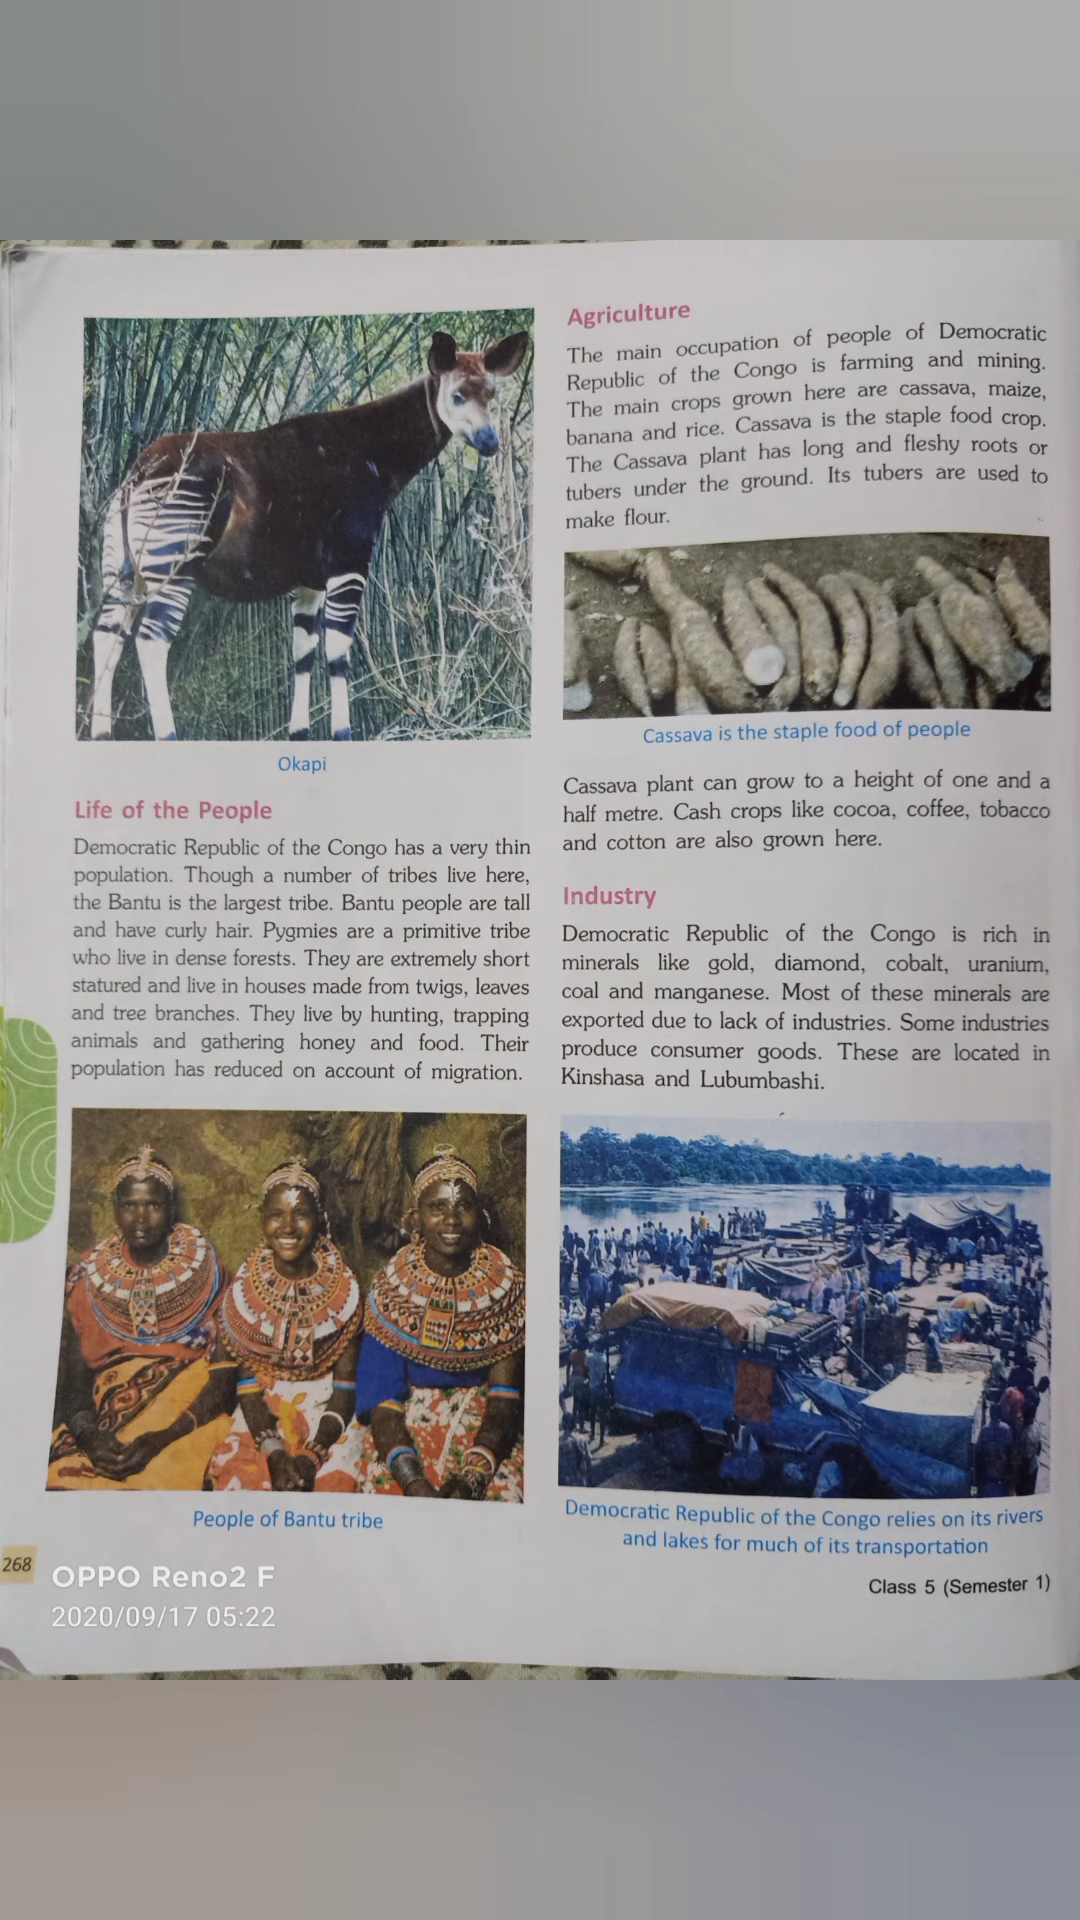 Okapi
Life of the People
Democratic Republic of the Congo has a very thin
population. Though a number of tribes live here,
the Bantu is the largest tribe. Bantu people are tall
and have curly hair. Pygmies are a primitive tribe
who live in dense forests. They are extremely short
statured and live in houses made from twigs, leaves
and tree branches. They live by hunting, trapping
animals and gathering honey and food. Their
population has reduced on account of migration.
People of Bantu tribe
Agriculture
The main occupation of people of Democratic
Republic of the Congo is farming and mining.
The main crops grown here are cassava, maize,
banana and rice. Cassava is the staple food crop.
The Cassava plant has long and fleshy roots or
tubers under the ground. Its tubers are used to
make flour.
Cassava is the staple food of people
Cassava plant can grow to a height of one and a
half metre. Cash crops like cocoa, coffee, tobacco
and cotton are also grown here.
Industry
Democratic Republic of the Congo is rich in
minerals like gold, diamond, cobalt, uranium,
coal and manganese. Most of these minerals are
exported due to lack of industries. Some industries
produce consumer goods. These are located in
Kinshasa and Lubumbashi.
Democratic Republic of the Congo relies on its rivers
and lakes for much of its transportation
268
OPPO Reno2 F
2020/09/17 05:22
Class 5 (Semester 1)